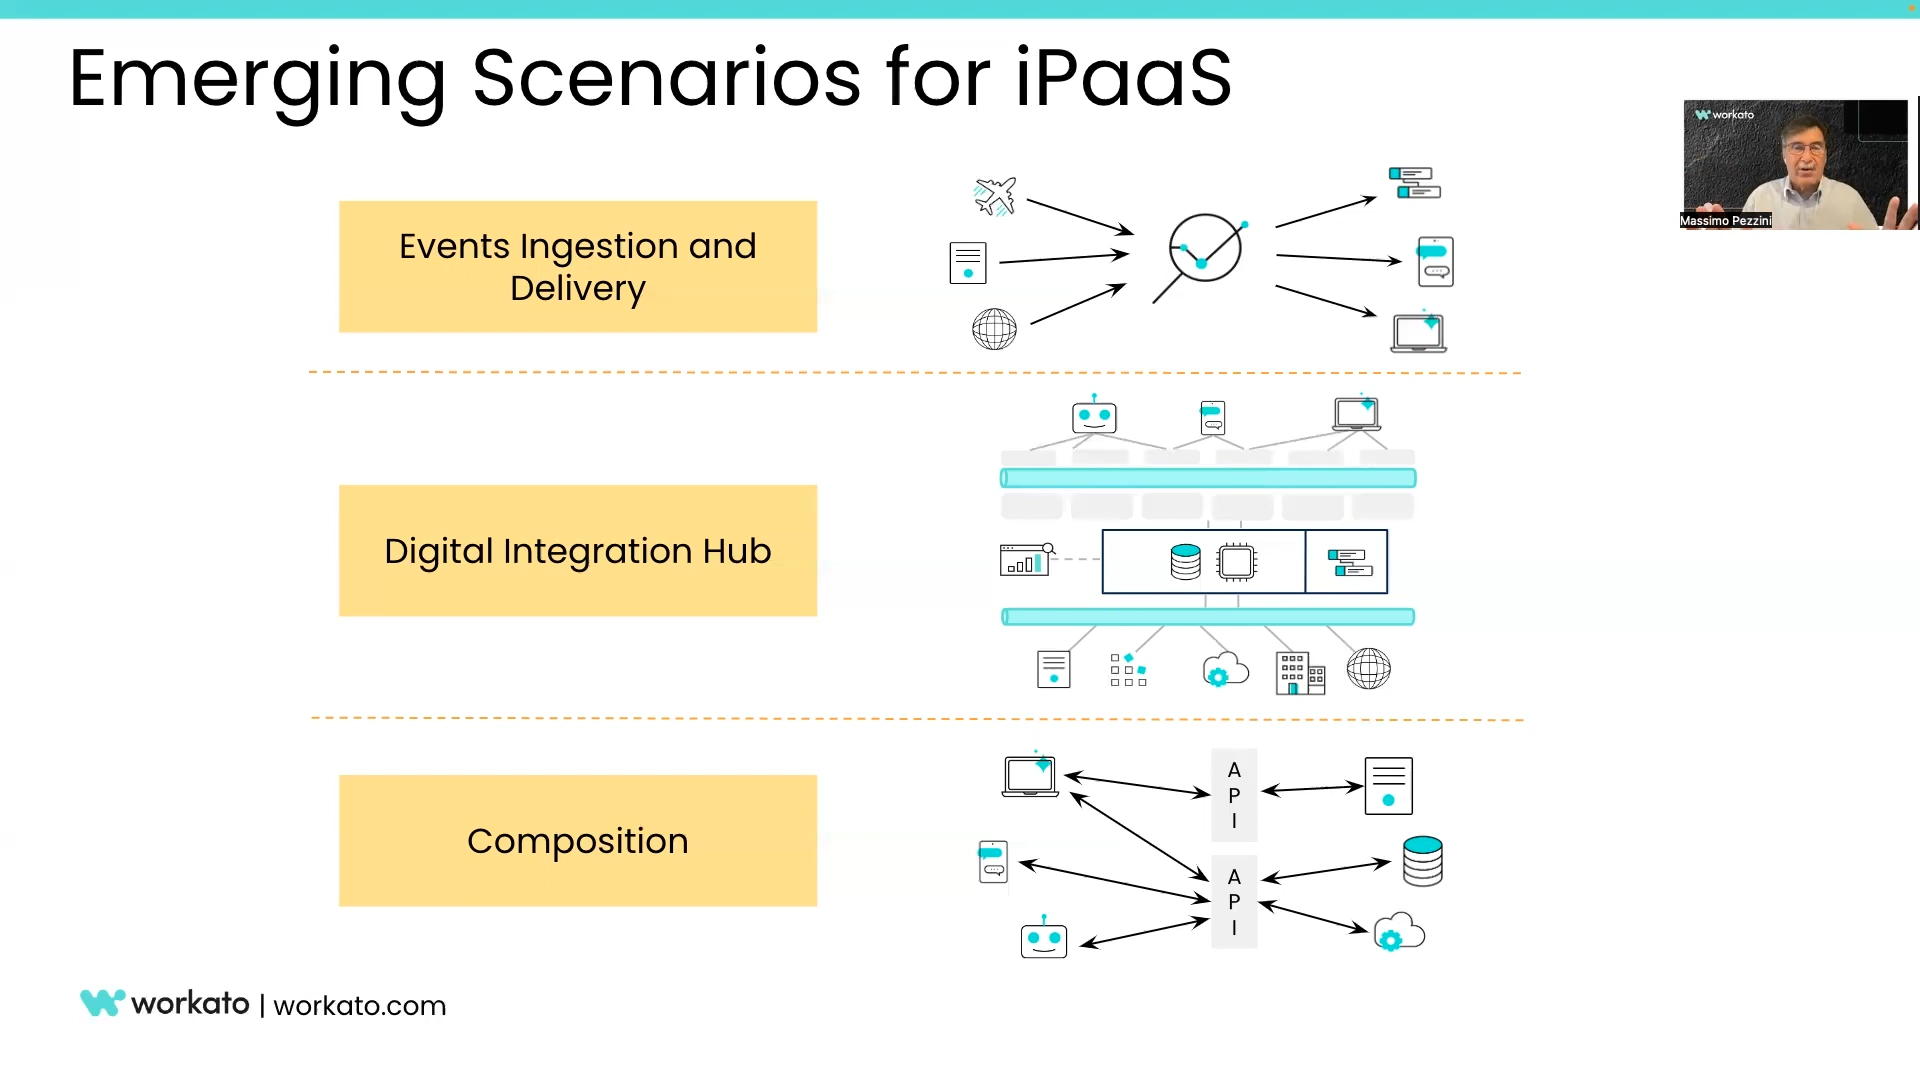 Emerging Scenarios for iPaaS
workato
Massimo Pezzini
Events Ingestion and
Delivery
Digital Integration Hub
Composition
A
P
I
A
P
I
workato | workato.com